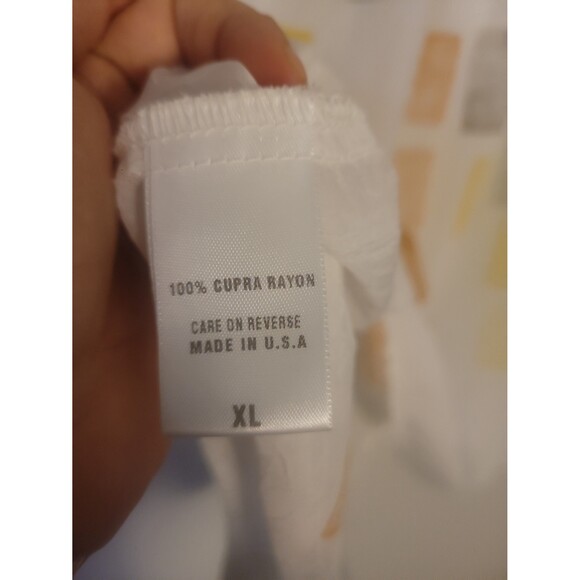 100% CUPRA RAYON
CARE ON REVERSE
MADE IN U.S.A
XL